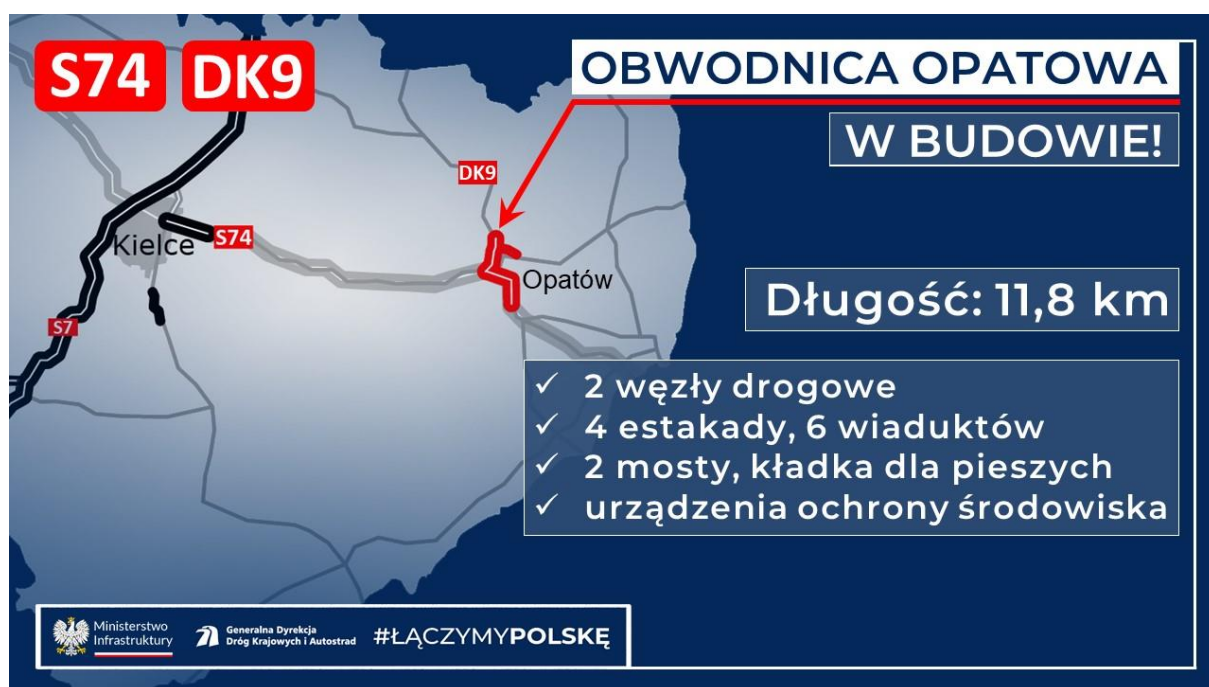 S74 DK9
OBWODNICA OPATOWA
W BUDOWIE!
DK9
Kielce
S74
Opatów
S7
Długość: 11,8 km
✓ 2 węzły drogowe
✓ 4 estakady, 6 wiaduktów
✓ 2 mosty, kładka dla pieszych
✓ urządzenia ochrony środowiska
Ministerstwo
Infrastruktury
Generalna Dyrekcja
Dróg Krajowych i Autostrad
#ŁĄCZYMYPOLSKĘ